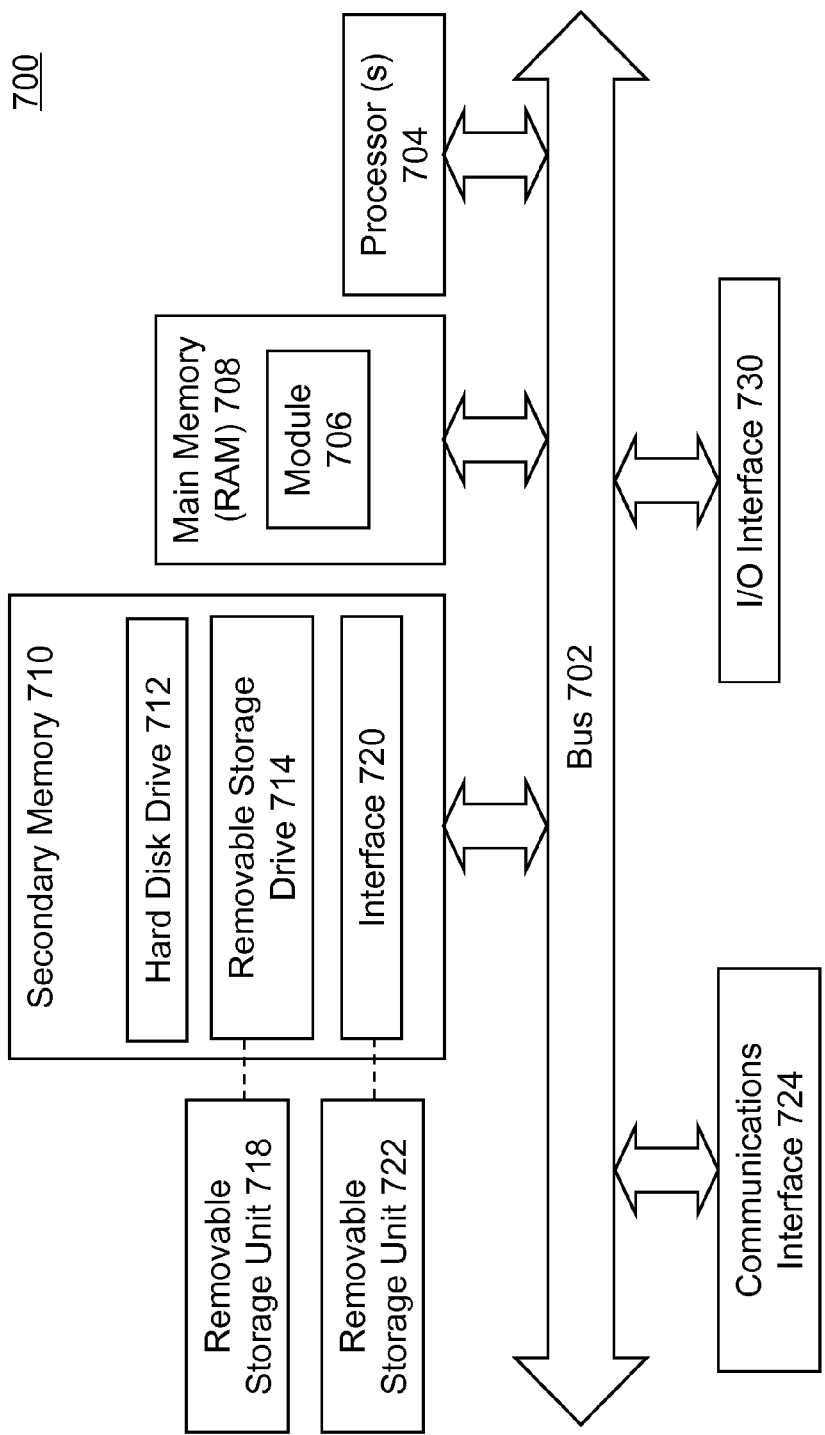 700
Secondary Memory 710
Hard Disk Drive 712
Removable Storage
Drive 714
Interface 720
Removable
Storage Unit 718
Removable
Storage Unit 722
Main Memory
(RAM) 708
Module
706
Processor (s)
704
Bus 702
Communications
Interface 724
I/O Interface 730